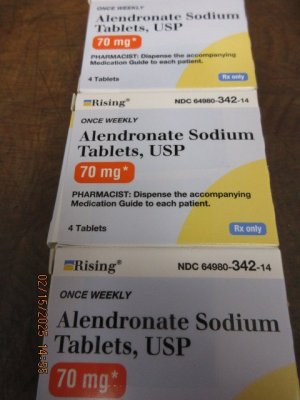 ONCE WEEKLY
Alendronate Sodium
Tablets, USP
70 mg*
PHARMACIST: Dispense the accompanying
Medication Guide to each patient.
4 Tablets
Rx only
Rising®
NDC 64980-342-14
ONCE WEEKLY
Alendronate Sodium
Tablets, USP
70 mg*
PHARMACIST: Dispense the accompanying
Medication Guide to each patient.
4 Tablets
Rx only
Rising®
NDC 64980-342-14
ONCE WEEKLY
Alendronate Sodium
Tablets, USP
70 mg*